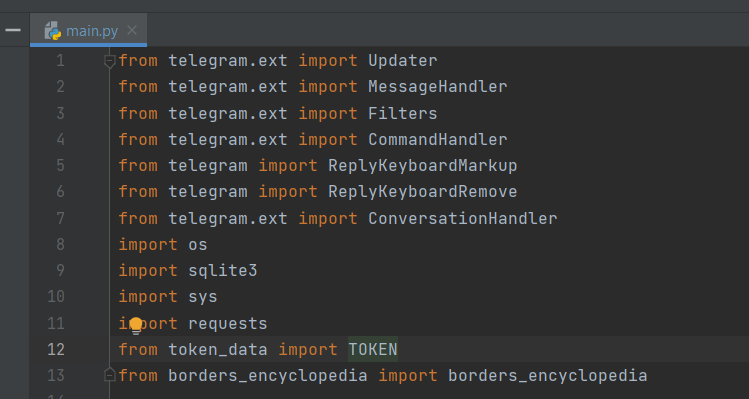 main.py
1 from telegram.ext import Updater
2 from telegram.ext import MessageHandler
3 from telegram.ext import Filters
4 from telegram.ext import CommandHandler
5 from telegram import ReplyKeyboardMarkup
6 from telegram import ReplyKeyboardRemove
7 from telegram.ext import ConversationHandler
8 import os
9 import sqlite3
10 import sys
11 import requests
12 from token_data import TOKEN
13 from borders_encyclopedia import borders_encyclopedia